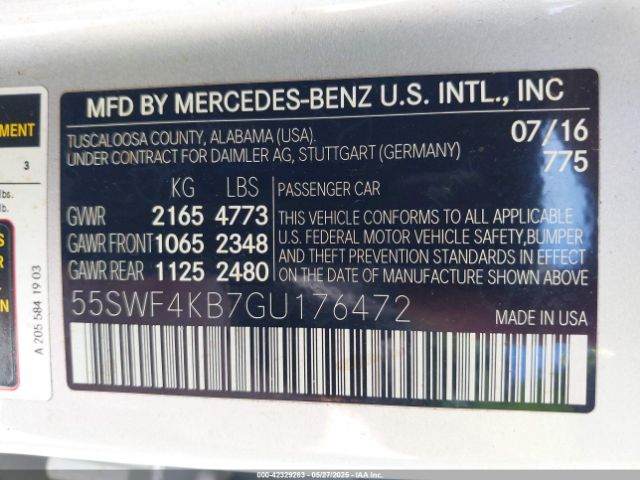 MFD BY MERCEDES-BENZ U.S. INTL., INC
TUSCALOOSA COUNTY, ALABAMA (USA).
UNDER CONTRACT FOR DAIMLER AG, STUTTGART (GERMANY)
07/16
775
KG LBS
GVWR 2165 4773
GAWR FRONT 1065 2348
GAWR REAR 1125 2480
PASSENGER CAR
THIS VEHICLE CONFORMS TO ALL APPLICABLE
U.S. FEDERAL MOTOR VEHICLE SAFETY,BUMPER
AND THEFT PREVENTION STANDARDS IN EFFECT
ON THE DATE OF MANUFACTURE SHOWN ABOVE.
55SWF4KB7GU176472
MADE IN USA
MENT
3
lbs.
lb.
A 205 584 19 03
000-42329263 - 05/27/2025 - IAA Inc.